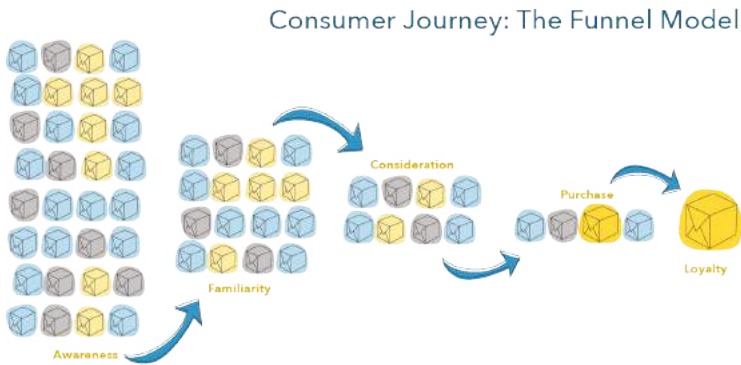 Consumer Journey: The Funnel Model
Awareness
Familiarity
Consideration
Purchase
Loyalty